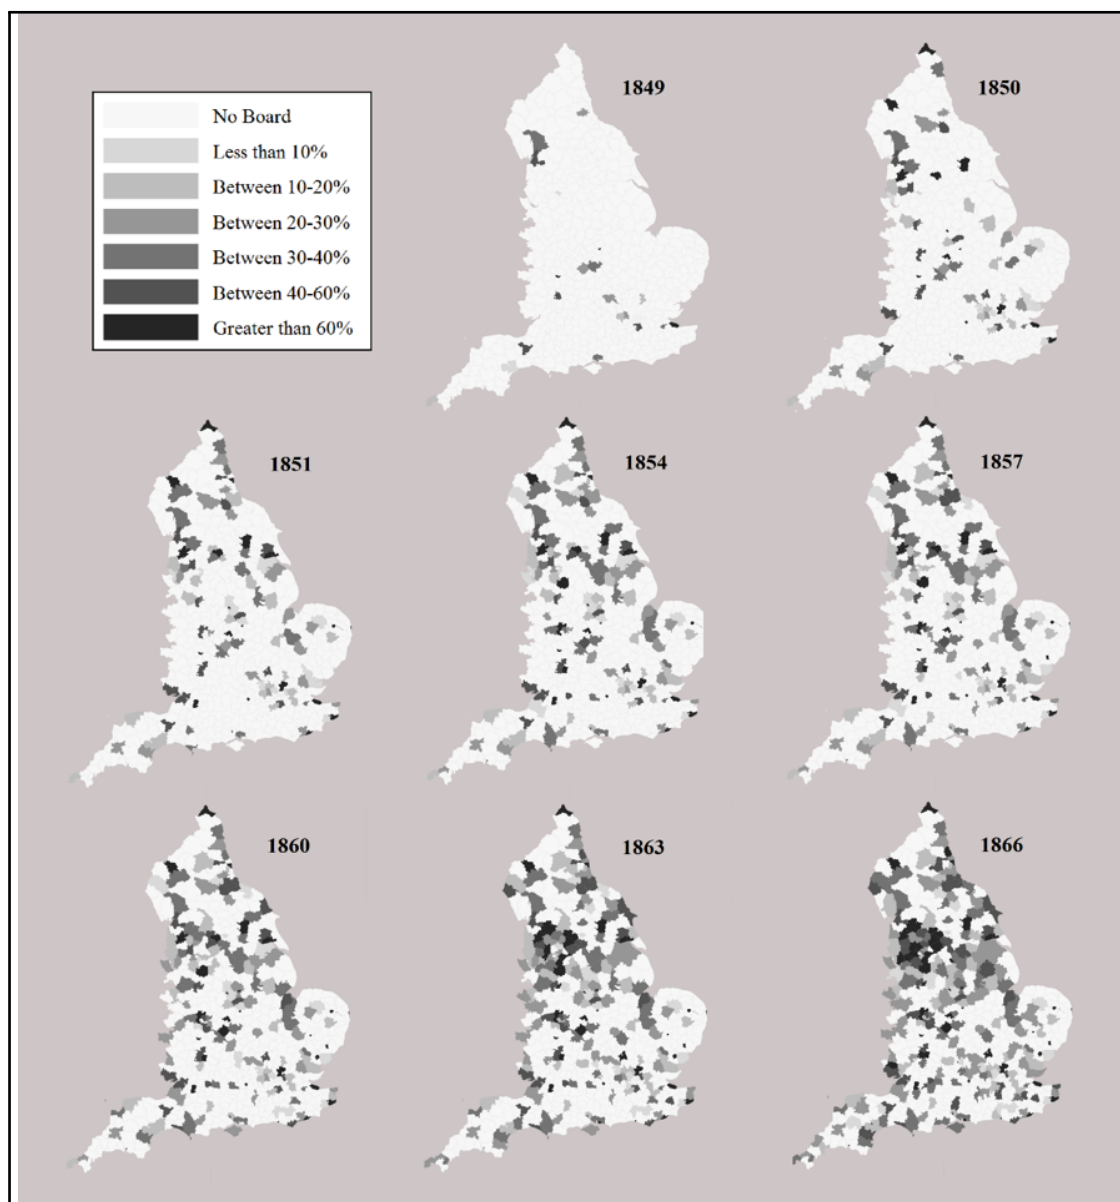 1849
1850
No Board
Less than 10%
Between 10-20%
Between 20-30%
Between 30-40%
Between 40-60%
Greater than 60%
1851
1854
1857
1860
1863
1866